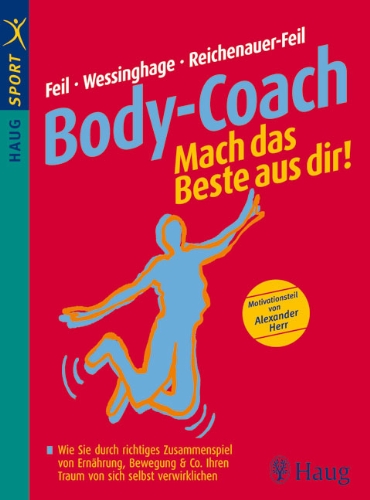 HAUG SPORT
Feil · Wessinghage · Reichenauer-Feil
Body-Coach
Mach das
Beste aus dir!
Motivationsteil
von
Alexander
Herr
Wie Sie durch richtiges Zusammenspiel
von Ernährung, Bewegung & Co. Ihren
Traum von sich selbst verwirklichen
Haug